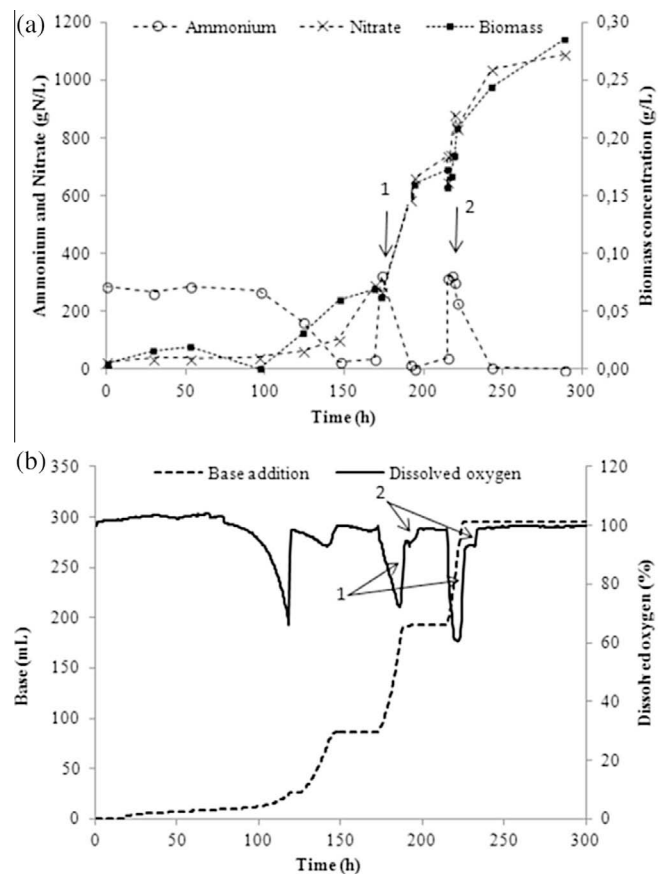 (a)
Ammonium Nitrate Biomass
1200 0,30
1000 0,25
800 0,20
600 0,15
400 0,10
200 0,05
0 0,00
Ammonium and Nitrate (gN/L)
Biomass concentration (g/L)
1
2
0 50 100 150 200 250 300
Time (h)
(b)
Base addition Dissolved oxygen
350 120
300 100
250 80
200 60
150 40
100 20
50
0 0
Base (mL)
Dissolved oxygen (%)
2
1
0 50 100 150 200 250 300
Time (h)